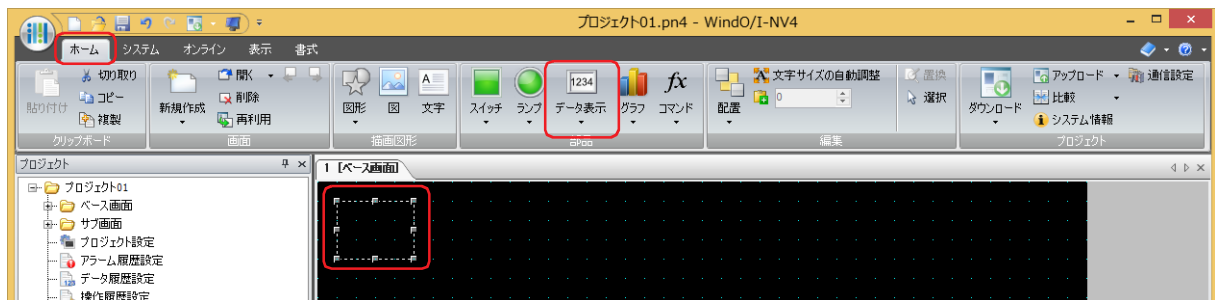 プロジェクト01.pn4 - WindO/I-NV4
ホーム システム オンライン 表示 書式
貼り付け 切り取り コピー 複製
クリップボード
新規作成 開く 削除 再利用
画面
図形 図 A 文字
描画図形
スイッチ ランプ 1234 データ表示 グラフ fx コマンド
部品
配置 文字サイズの自動調整 0 置換 選択
編集
ダウンロード アップロード 比較 システム情報 通信設定
プロジェクト
プロジェクト
1 [ベース画面]
プロジェクト01
ベース画面
サブ画面
プロジェクト設定
アラーム履歴設定
データ履歴設定
操作履歴設定